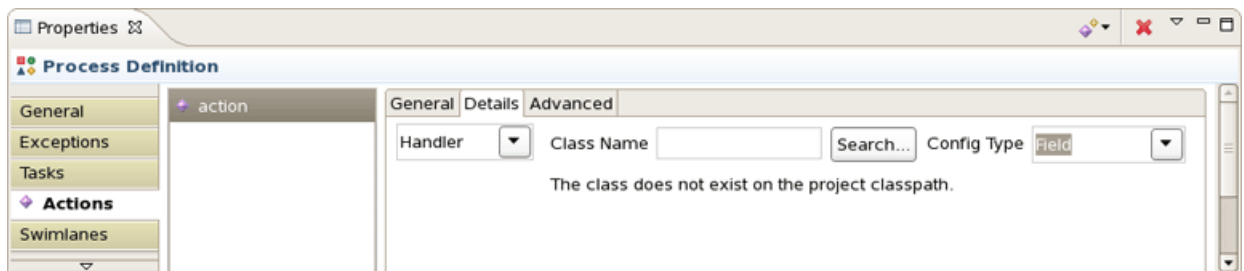 Properties
Process Definition
General
Exceptions
Tasks
Actions
Swimlanes
action
General Details Advanced
Handler Class Name Search... Config Type Field
The class does not exist on the project classpath.